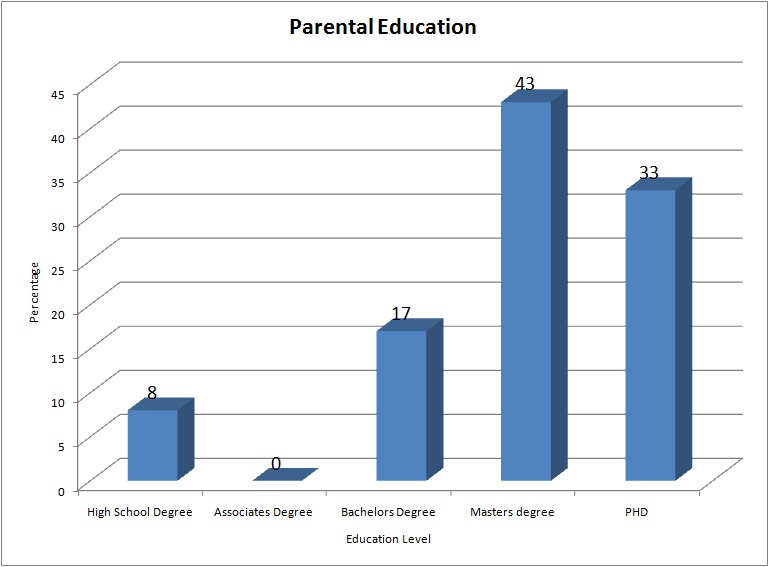 Parental Education
45
40
35
30
25
20
15
10
5
0
Percentage
8
0
17
43
33
High School Degree
Associates Degree
Bachelors Degree
Masters degree
PHD
Education Level